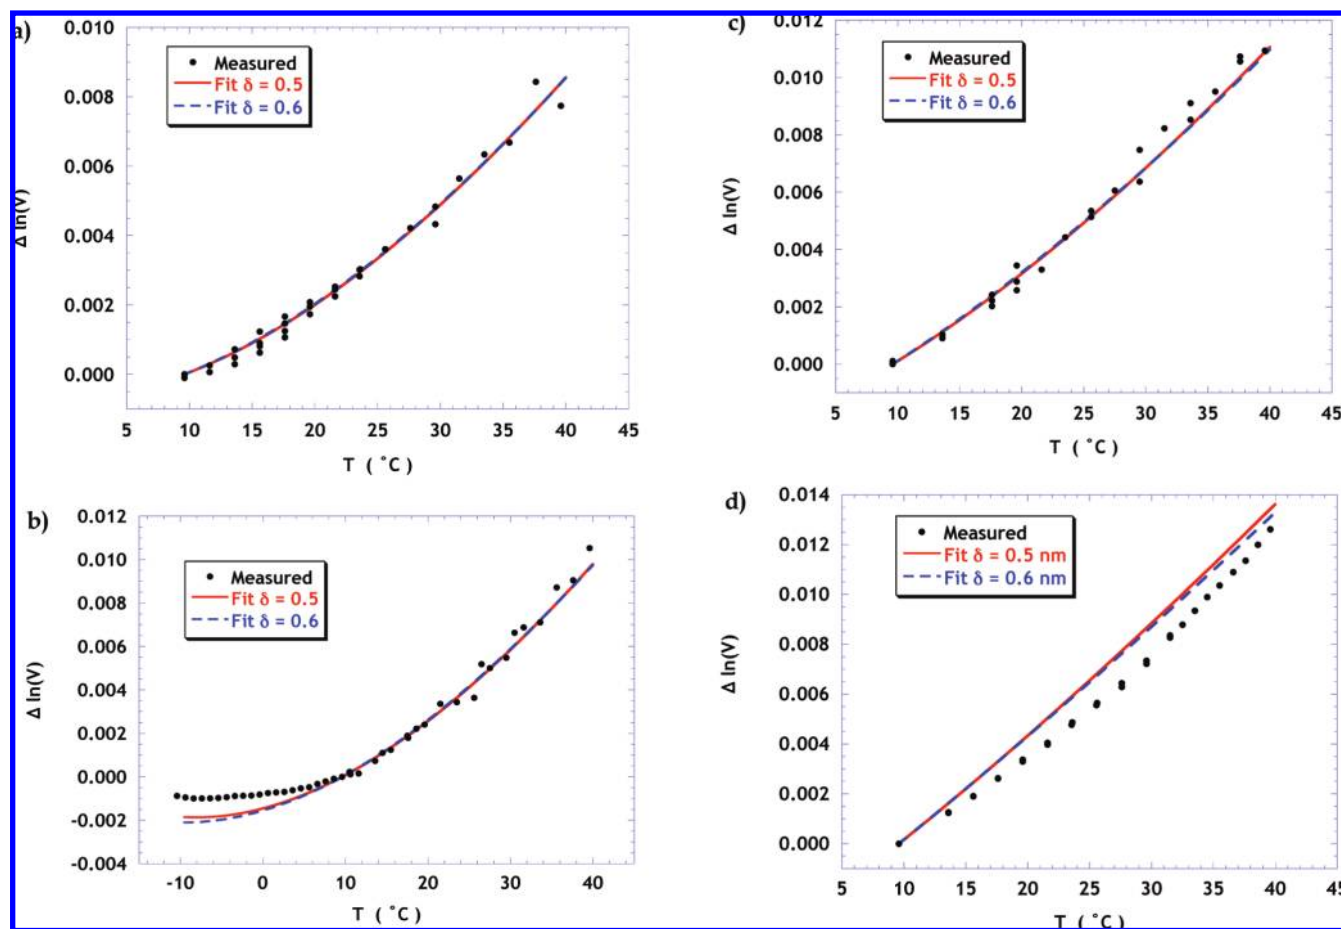 a)
0.010
0.008
0.006
0.004
0.002
0.000
Δ ln(V)
Measured
Fit δ = 0.5
Fit δ = 0.6
5 10 15 20 25 30 35 40 45
T ( °C)
c)
0.012
0.010
0.008
0.006
0.004
0.002
0.000
Δ ln(V)
Measured
Fit δ = 0.5
Fit δ = 0.6
5 10 15 20 25 30 35 40 45
T ( °C)
b)
0.012
0.010
0.008
0.006
0.004
0.002
0.000
-0.002
-0.004
Δ ln(V)
Measured
Fit δ = 0.5
Fit δ = 0.6
-10 0 10 20 30 40
T ( °C)
d)
0.014
0.012
0.010
0.008
0.006
0.004
0.002
0.000
Δ ln(V)
Measured
Fit δ = 0.5 nm
Fit δ = 0.6 nm
5 10 15 20 25 30 35 40 45
T ( °C)